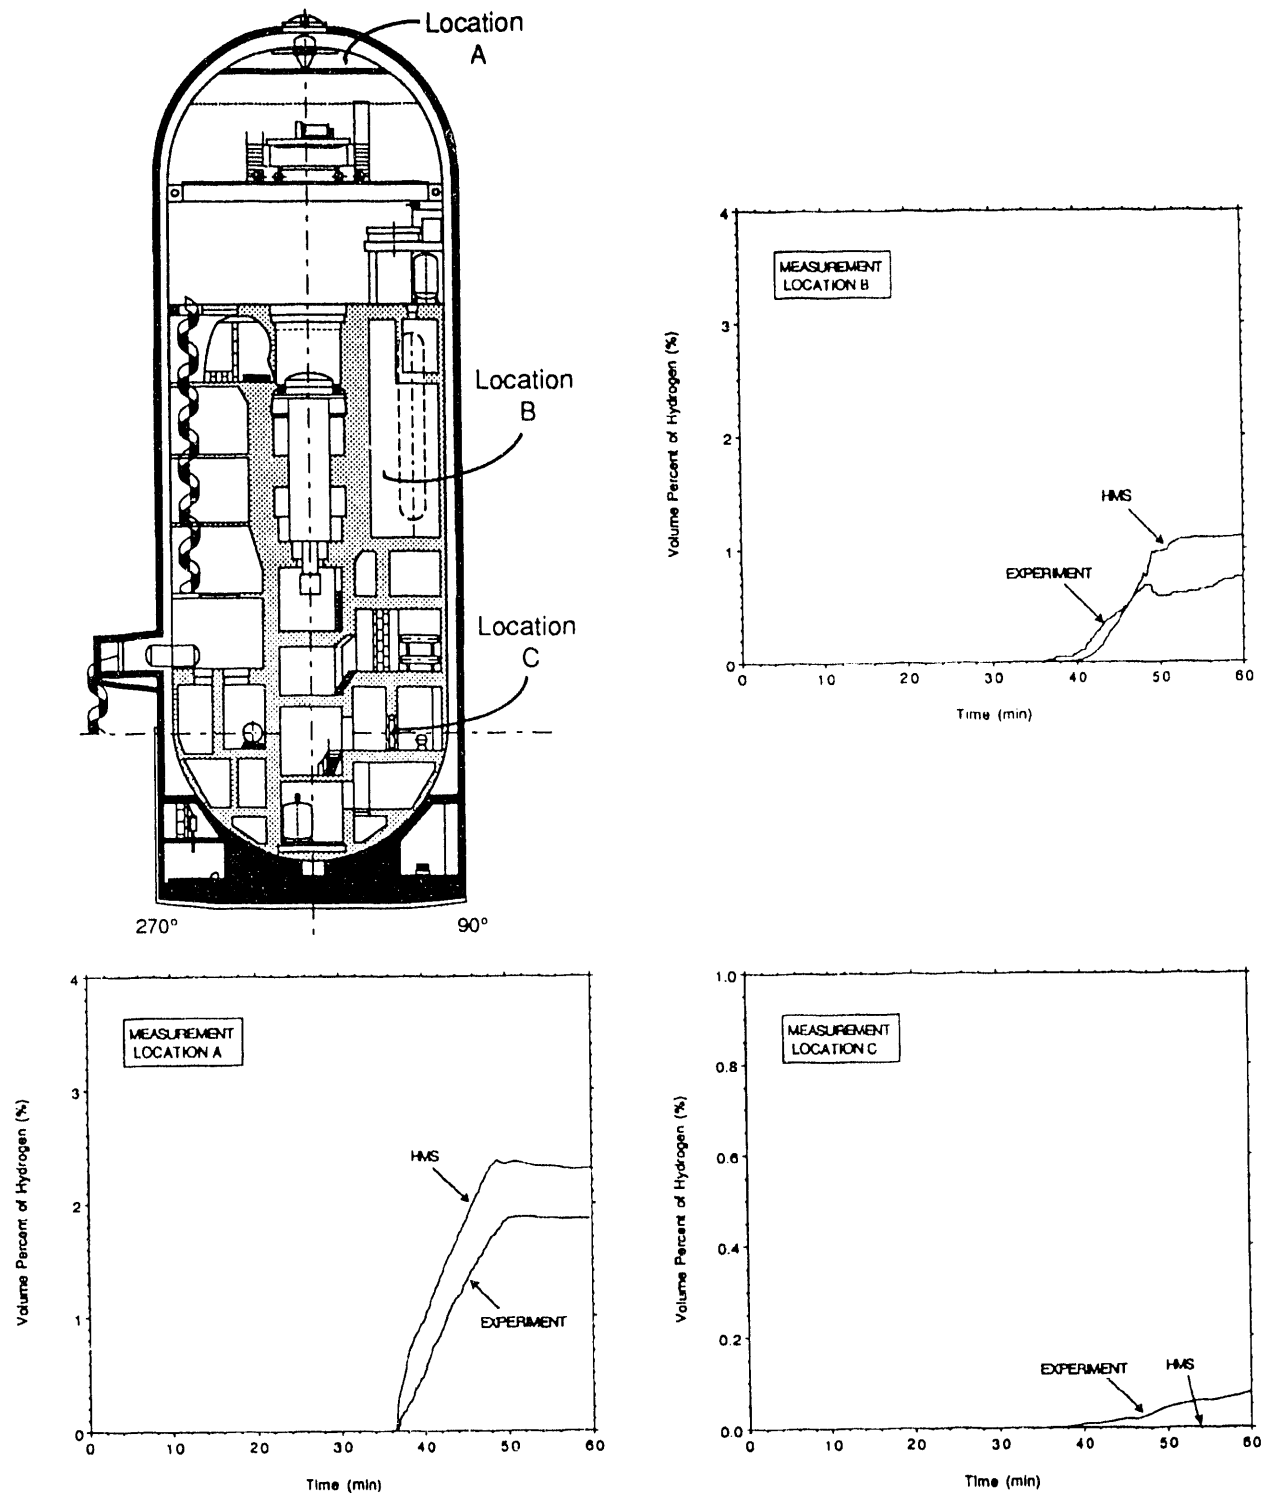 Location
A
Location
B
Location
C
270°
90°
4
3
2
1
0
MEASUREMENT
LOCATION B
HMS
EXPERIMENT
Volume Percent of Hydrogen (%)
0 10 20 30 40 50 60
Time (min)
4
3
2
1
0
MEASUREMENT
LOCATION A
HMS
EXPERIMENT
Volume Percent of Hydrogen (%)
0 10 20 30 40 50 60
Time (min)
1.0
0.8
0.6
0.4
0.2
0.0
MEASUREMENT
LOCATION C
EXPERIMENT HMS
Volume Percent of Hydrogen (%)
0 10 20 30 40 50 60
Time (min)